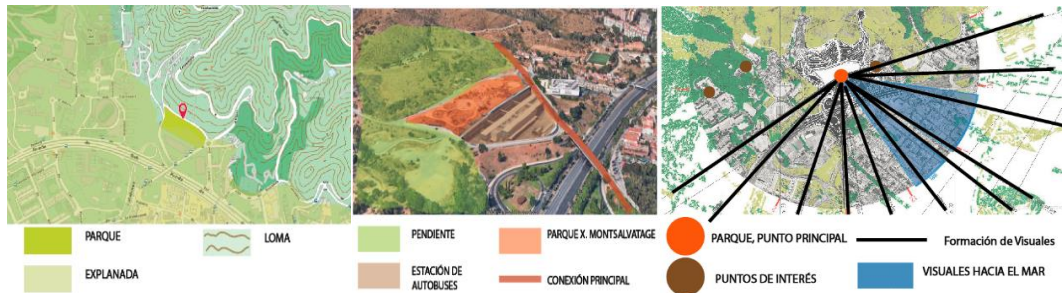 PARQUE
LOMA
EXPLANADA
PENDIENTE
PARQUE X. MONTSALVATAGE
ESTACIÓN DE
AUTOBUSES
CONEXIÓN PRINCIPAL
PARQUE, PUNTO PRINCIPAL
Formación de Visuales
PUNTOS DE INTERÉS
VISUALES HACIA EL MAR